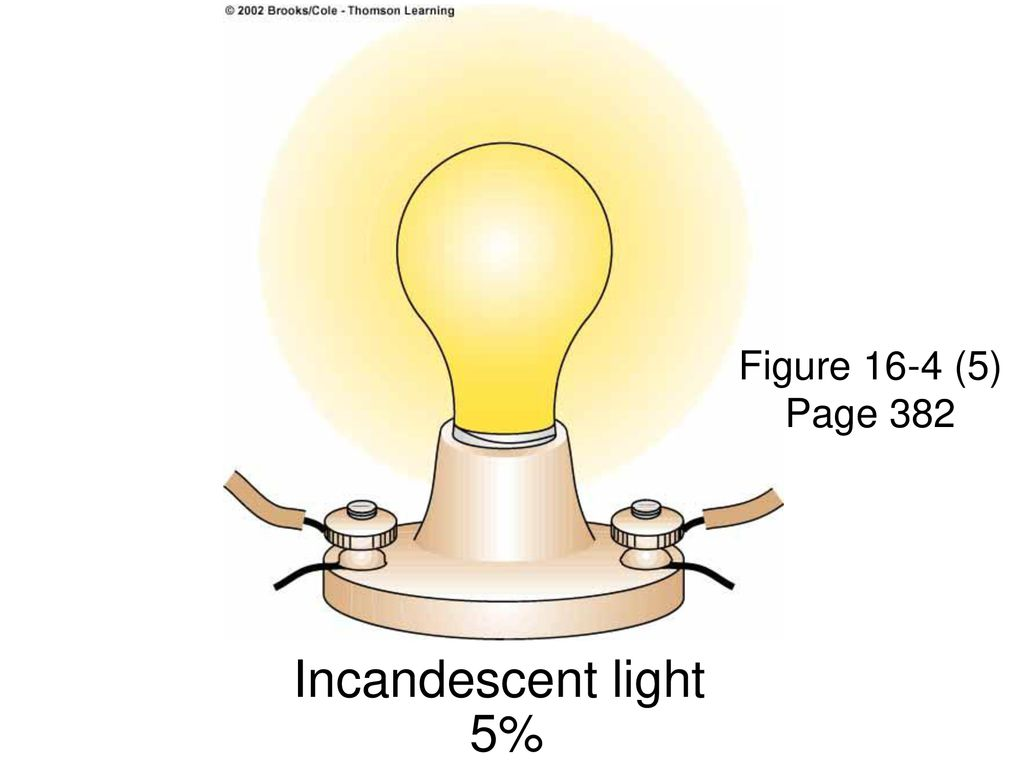 © 2002 Brooks/Cole - Thomson Learning
Figure 16-4 (5)
Page 382
Incandescent light
5%